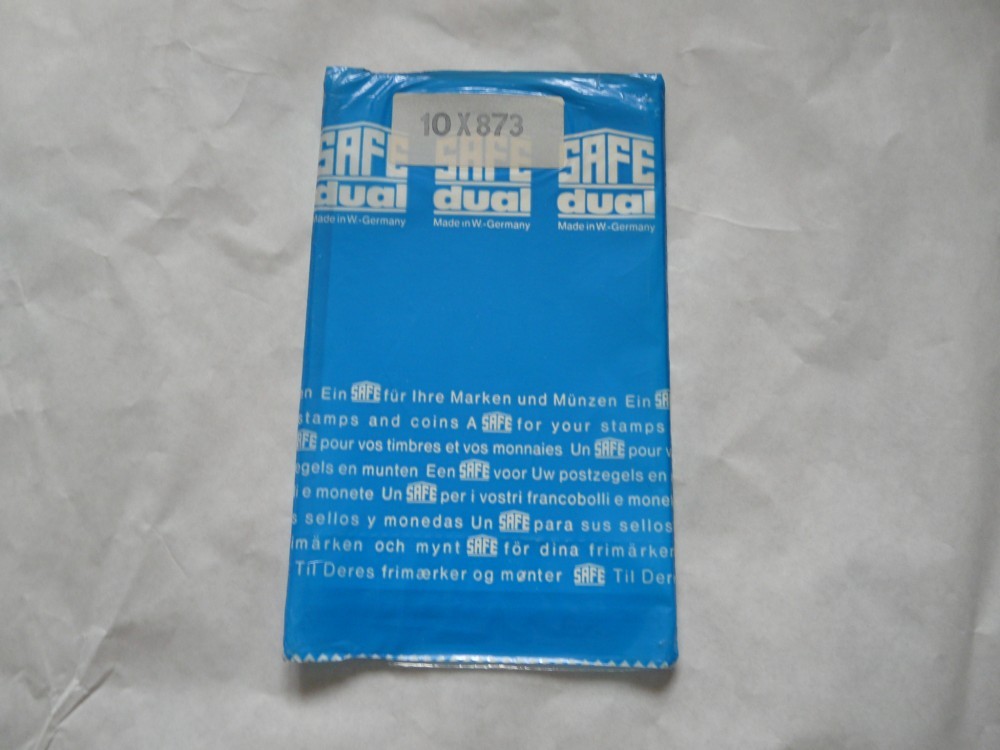 10 X 873
SAFE SAFE SAFE
dual dual dual
Made in W.-Germany Made in W.-Germany Made in W.-Germany
n Ein SAFE für Ihre Marken und Münzen Ein SA
stamps and coins A SAFE for your stamps
FE pour vos timbres et vos monnaies Un SAFE pour v
egels en munten Een SAFE voor Uw postzegels en
i e monete Un SAFE per i vostri francobolli e mone
s sellos y monedas Un SAFE para sus sellos
imärken och mynt SAFE för dina frimärken
Til Deres frimærker og mønter SAFE Til Der